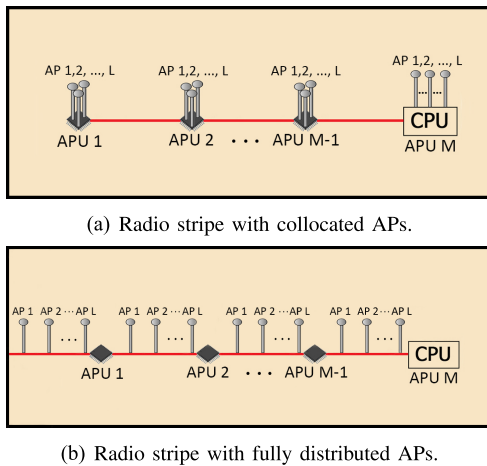 AP 1,2, ..., L AP 1,2, ..., L AP 1,2, ..., L AP 1,2, ..., L
... ...
CPU
APU 1 APU 2 ... APU M-1 APU M
(a) Radio stripe with collocated APs.
AP 1 AP 2 ... AP L AP 1 AP 2 ... AP L AP 1 AP 2 ... AP L AP 1 AP 2 ... AP L
... ... ... ...
CPU
APU 1 APU 2 ... APU M-1 APU M
(b) Radio stripe with fully distributed APs.